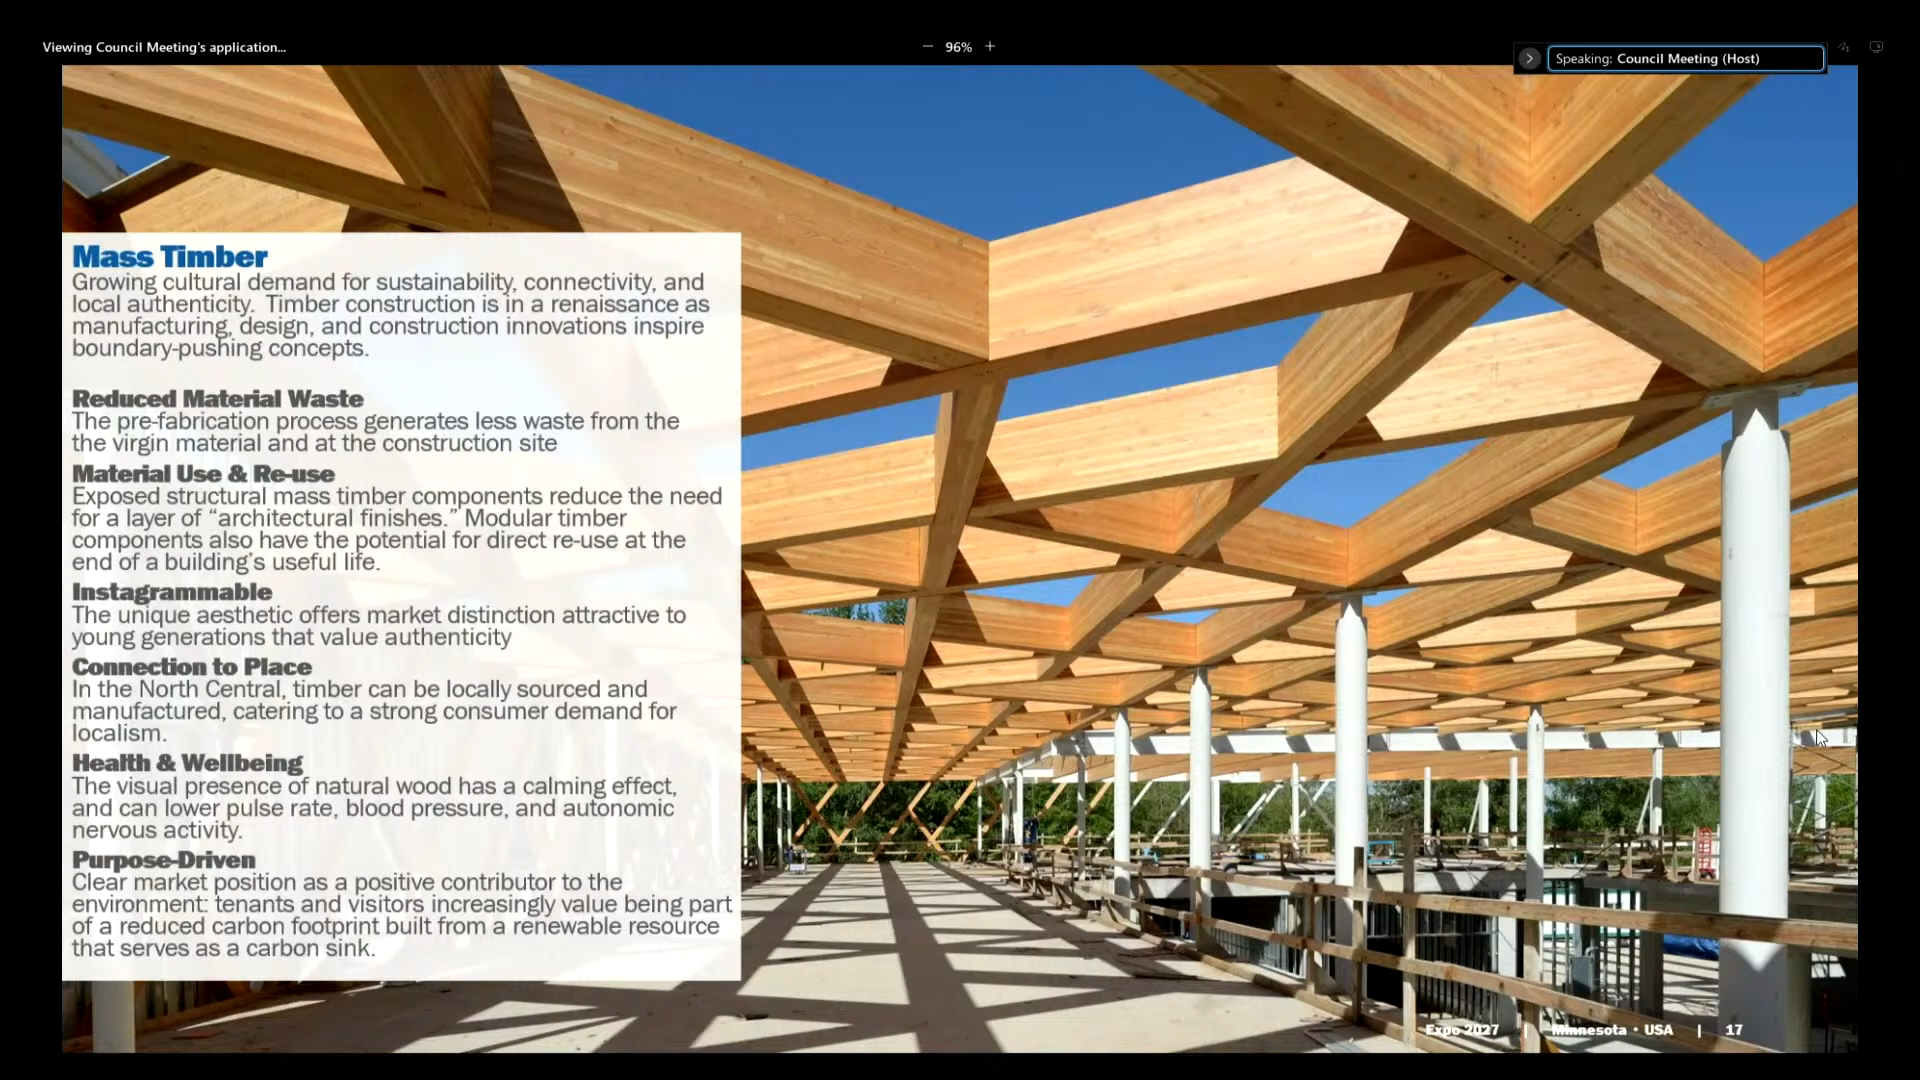 Viewing Council Meeting's application...
96%
Speaking: Council Meeting (Host)
Mass Timber
Growing cultural demand for sustainability, connectivity, and
local authenticity. Timber construction is in a renaissance as
manufacturing, design, and construction innovations inspire
boundary-pushing concepts.
Reduced Material Waste
The pre-fabrication process generates less waste from the
the virgin material and at the construction site
Material Use & Re-use
Exposed structural mass timber components reduce the need
for a layer of “architectural finishes.” Modular timber
components also have the potential for direct re-use at the
end of a building’s useful life.
Instagrammable
The unique aesthetic offers market distinction attractive to
young generations that value authenticity
Connection to Place
In the North Central, timber can be locally sourced and
manufactured, catering to a strong consumer demand for
localism.
Health & Wellbeing
The visual presence of natural wood has a calming effect,
and can lower pulse rate, blood pressure, and autonomic
nervous activity.
Purpose-Driven
Clear market position as a positive contributor to the
environment: tenants and visitors increasingly value being part
of a reduced carbon footprint built from a renewable resource
that serves as a carbon sink.
Expo 2027 | Minnesota • USA | 17